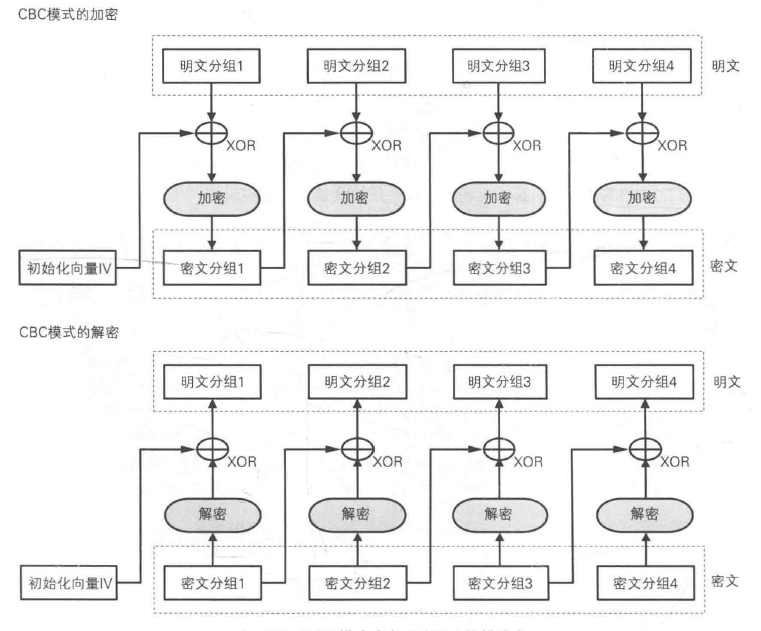 CBC模式的加密
明文分组1 明文分组2 明文分组3 明文分组4 明文
XOR XOR XOR XOR
加密 加密 加密 加密
初始化向量IV 密文分组1 密文分组2 密文分组3 密文分组4 密文
CBC模式的解密
明文分组1 明文分组2 明文分组3 明文分组4 明文
XOR XOR XOR XOR
解密 解密 解密 解密
初始化向量IV 密文分组1 密文分组2 密文分组3 密文分组4 密文